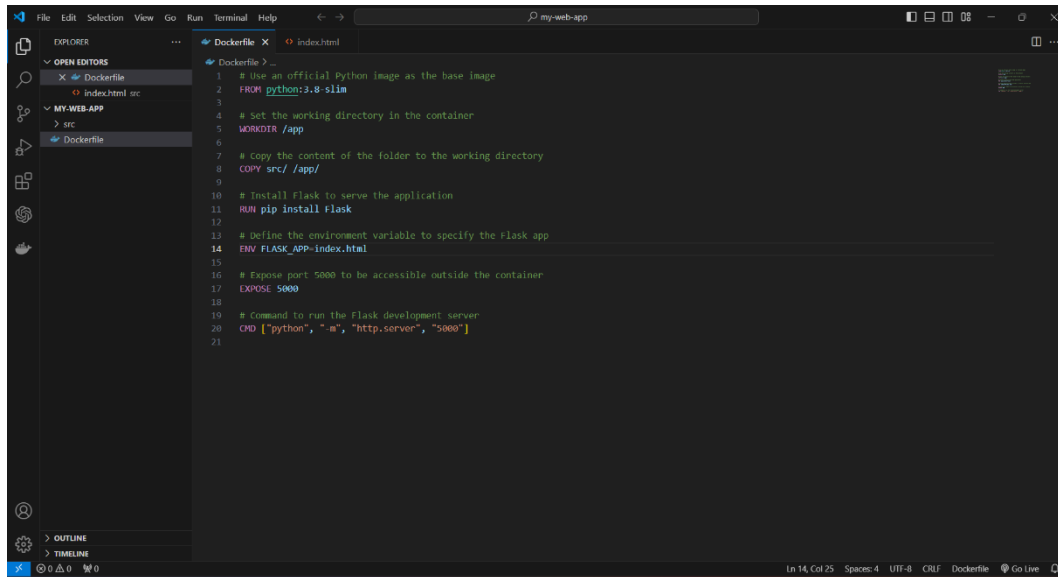 File Edit Selection View Go Run Terminal Help
my-web-app
EXPLORER
OPEN EDITORS
Dockerfile
index.html src
MY-WEB-APP
src
Dockerfile
OUTLINE
TIMELINE
Dockerfile
index.html
Dockerfile > ...
1 # Use an official Python image as the base image
2 FROM python:3.8-slim
3
4 # Set the working directory in the container
5 WORKDIR /app
6
7 # Copy the content of the folder to the working directory
8 COPY src/ /app/
9
10 # Install Flask to serve the application
11 RUN pip install Flask
12
13 # Define the environment variable to specify the Flask app
14 ENV FLASK_APP=index.html
15
16 # Expose port 5000 to be accessible outside the container
17 EXPOSE 5000
18
19 # Command to run the Flask development server
20 CMD ["python", "-m", "http.server", "5000"]
21
0 0 0
Ln 14, Col 25 Spaces: 4 UTF-8 CRLF Dockerfile Go Live